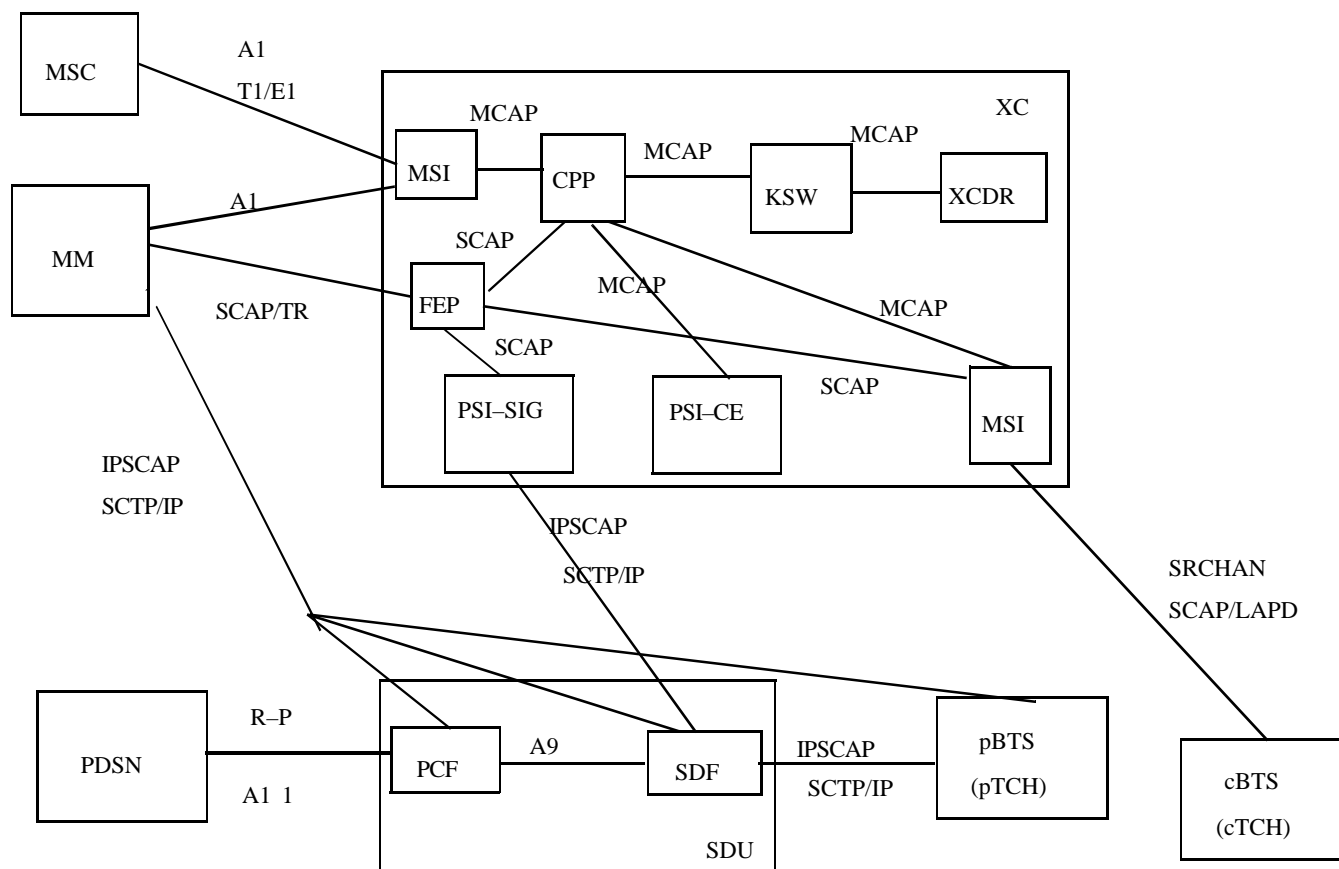 MSC
A1
T1/E1
XC
MCAP
MCAP
MCAP
MSI
CPP
KSW
XCDR
MM
A1
SCAP
MCAP
MCAP
FEP
SCAP/TR
SCAP
SCAP
PSI–SIG
PSI–CE
MSI
IPSCAP
SCTP/IP
IPSCAP
SCTP/IP
SRCHAN
SCAP/LAPD
R–P
A1 1
PDSN
PCF
A9
SDF
IPSCAP
SCTP/IP
pBTS
(pTCH)
cBTS
(cTCH)
SDU